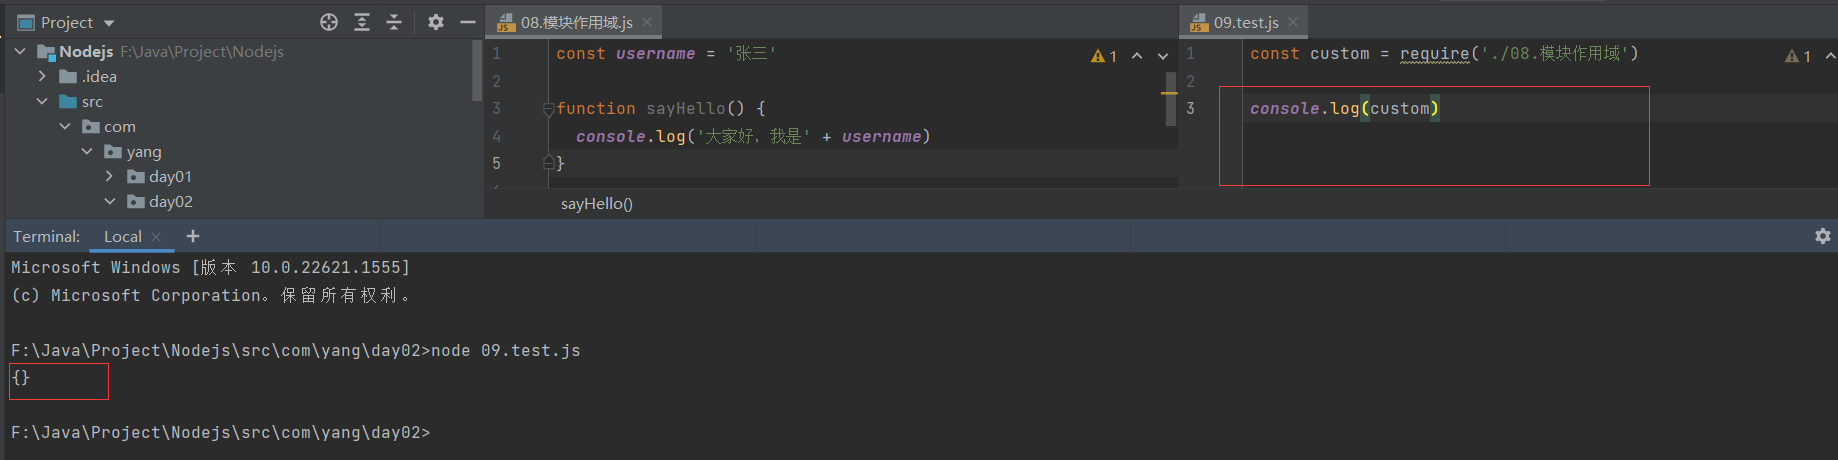 Project
Nodejs F:\Java\Project\Nodejs
.idea
src
com
yang
day01
day02
08.模块作用域.js
1 const username = '张三'
2
3 function sayHello() {
4 console.log('大家好，我是' + username)
5 }
1
sayHello()
09.test.js
1 const custom = require('./08.模块作用域')
2
3 console.log(custom)
1
Terminal: Local
Microsoft Windows [版本 10.0.22621.1555]
(c) Microsoft Corporation。保留所有权利。
F:\Java\Project\Nodejs\src\com\yang\day02>node 09.test.js
{}
F:\Java\Project\Nodejs\src\com\yang\day02>